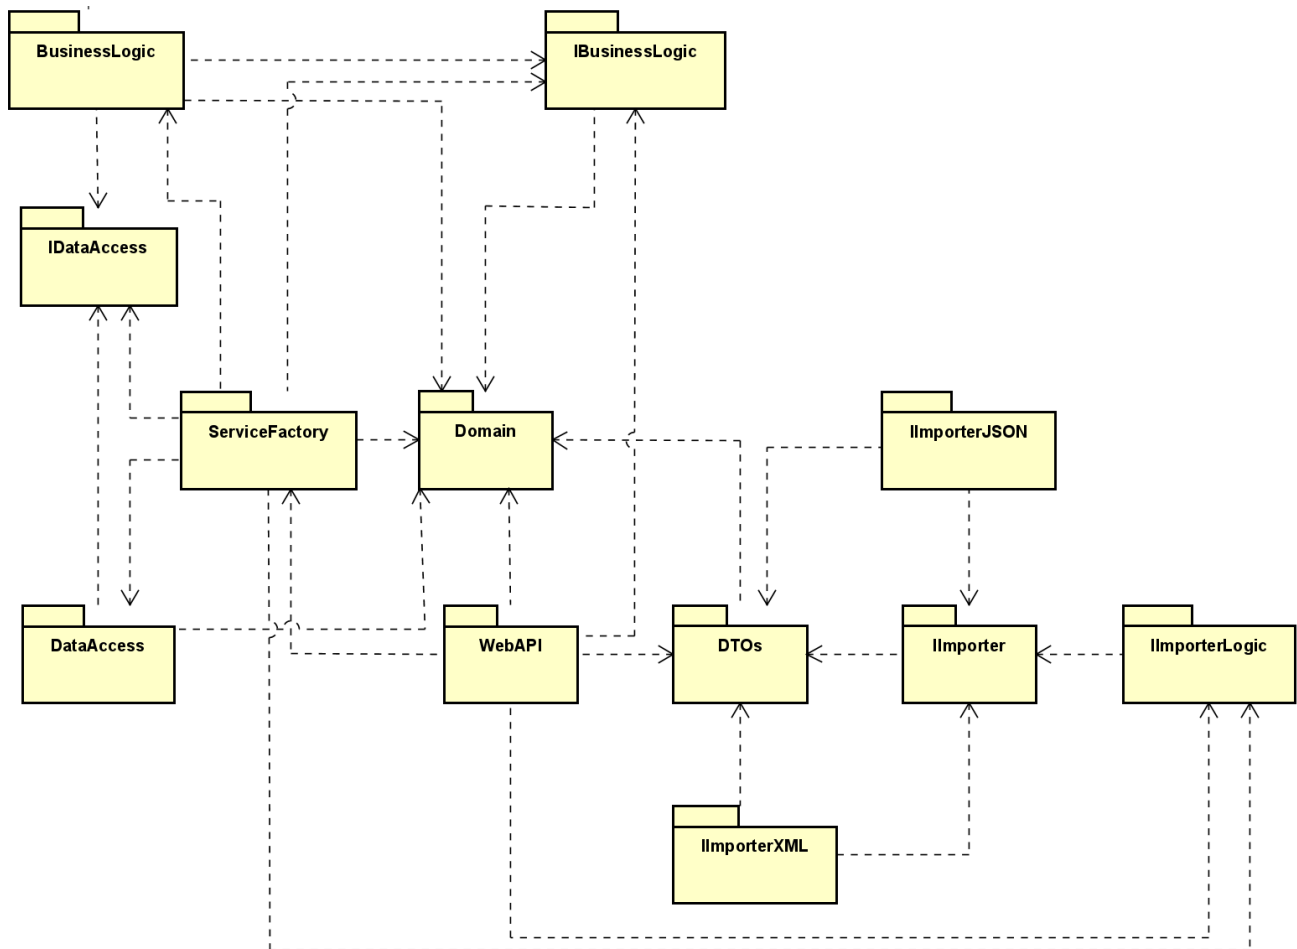 BusinessLogic
IBusinessLogic
IDataAccess
ServiceFactory
Domain
IImporterJSON
DataAccess
WebAPI
DTOs
IImporter
IImporterLogic
IImporterXML